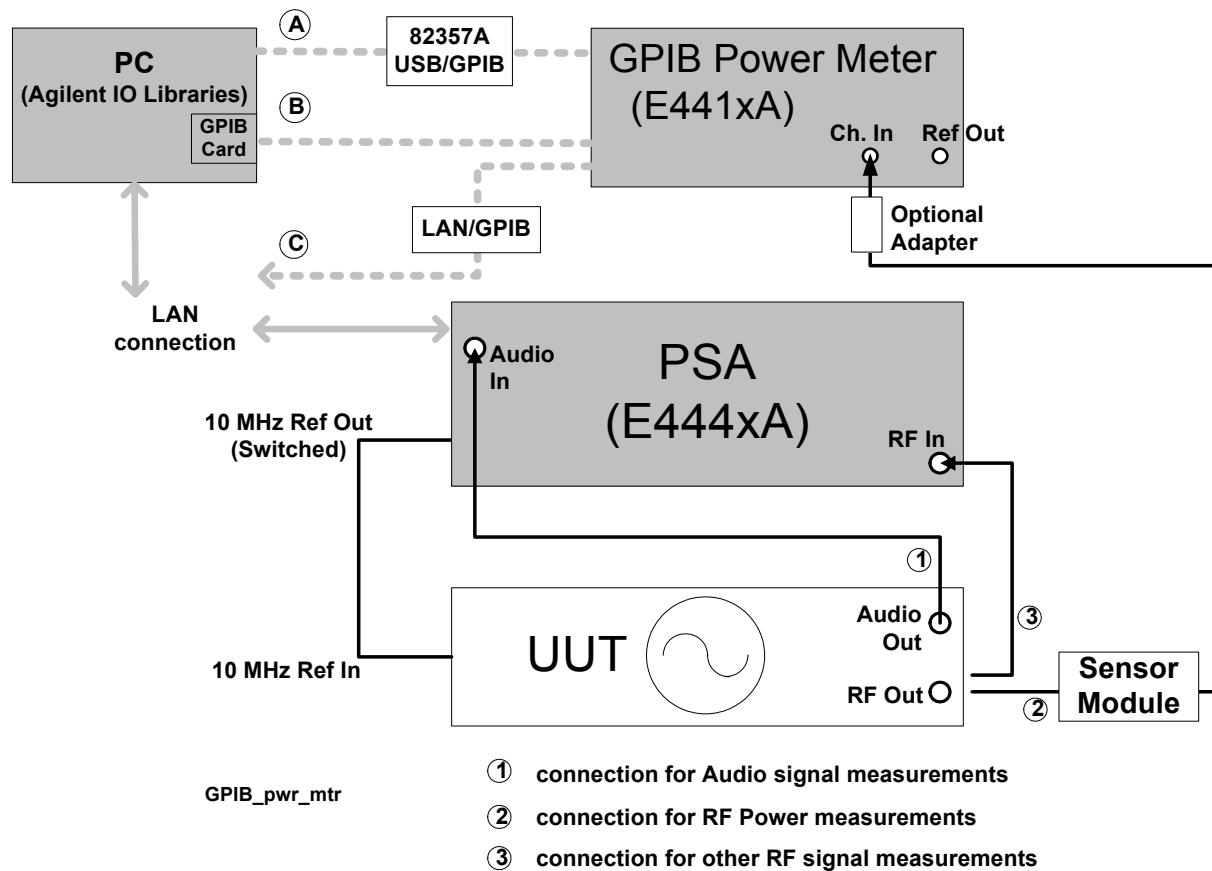 A
PC
(Agilent IO Libraries)
GPIB
Card
B
82357A
USB/GPIB
GPIB Power Meter
(E441xA)
Ch. In
Ref Out
Optional
Adapter
LAN/GPIB
C
LAN
connection
Audio
In
PSA
(E444xA)
RF In
10 MHz Ref Out
(Switched)
1
3
UUT
Audio
Out
RF Out
10 MHz Ref In
2
Sensor
Module
GPIB_pwr_mtr
1 connection for Audio signal measurements
2 connection for RF Power measurements
3 connection for other RF signal measurements